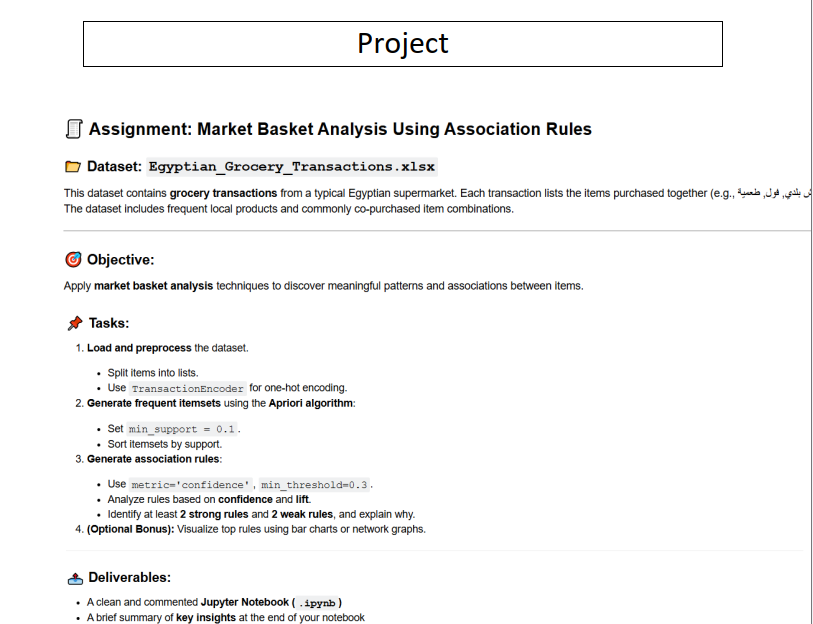 Project
Assignment: Market Basket Analysis Using Association Rules
Dataset: Egyptian_Grocery_Transactions.xlsx
This dataset contains grocery transactions from a typical Egyptian supermarket. Each transaction lists the items purchased together (e.g., ش بلدي, فول, طعمية
The dataset includes frequent local products and commonly co-purchased item combinations.
Objective:
Apply market basket analysis techniques to discover meaningful patterns and associations between items.
Tasks:
1. Load and preprocess the dataset.
• Split items into lists.
• Use TransactionEncoder for one-hot encoding.
2. Generate frequent itemsets using the Apriori algorithm:
• Set min_support = 0.1.
• Sort itemsets by support.
3. Generate association rules:
• Use metric='confidence', min_threshold=0.3.
• Analyze rules based on confidence and lift.
• Identify at least 2 strong rules and 2 weak rules, and explain why.
4. (Optional Bonus): Visualize top rules using bar charts or network graphs.
Deliverables:
• A clean and commented Jupyter Notebook (.ipynb)
• A brief summary of key insights at the end of your notebook